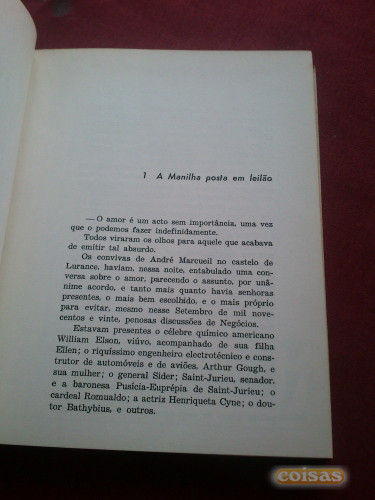 1 A Manilha posta em leilão
— O amor é um acto sem importância, uma vez
que o podemos fazer indefinidamente.
Todos viraram os olhos para aquele que acabava
de emitir tal absurdo.
Os convivas de André Marcueil no castelo de
Lurance, haviam, nessa noite, entabulado uma con-
versa sobre o amor, parecendo o assunto, por unâ-
nime acordo, e tanto mais quanto havia senhoras
presentes, o mais bem escolhido, e o mais próprio
para evitar, mesmo nesse Setembro de mil nove-
centos e vinte, penosas discussões de Negócios.
Estavam presentes o célebre químico americano
William Elson, viúvo, acompanhado de sua filha
Ellen; o riquíssimo engenheiro electrotécnico e cons-
trutor de automóveis e de aviões, Arthur Gough, e
sua mulher; o general Sider; Saint-Jurieu, senador,
e a baronesa Pusícia-Euprépia de Saint-Jurieu; o
cardeal Romualdo; a actriz Henriqueta Cyne; o dou-
tor Bathybius, e outros.
coisas